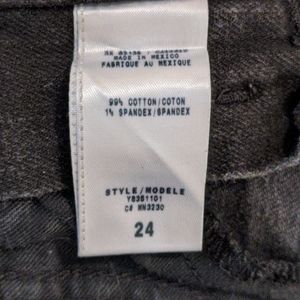 MADE IN MEXICO
FABRIQUE AU MEXIQUE
99% COTTON/COTON
1% SPANDEX/SPANDEX
STYLE/MODELE
C# MN3230
24